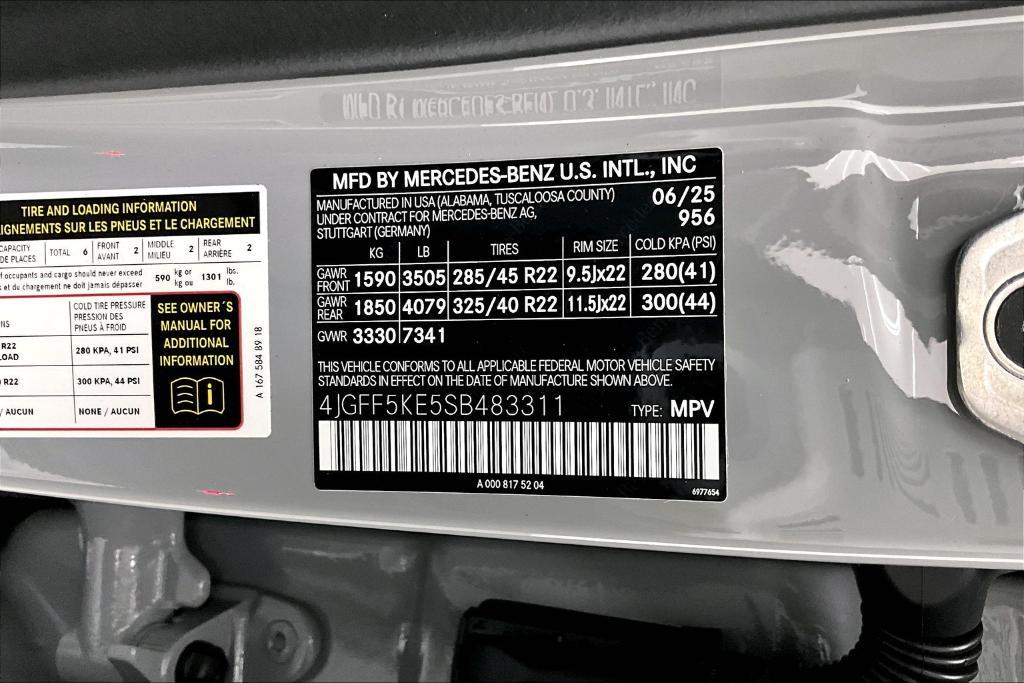 TIRE AND LOADING INFORMATION
IGNEMENTS SUR LES PNEUS ET LE CHARGEMENT
CAPACITY
DE PLACES
TOTAL 6
FRONT
AVANT 2
MIDDLE
MILIEU 2
REAR
ARRIÈRE 2
of occupants and cargo should never exceed
s et du chargement ne doit jamais dépasser
590 kg or
kg ou
1301 lbs.
lb.
COLD TIRE PRESSURE
PRESSION DES
PNEUS À FROID
R22
LOAD
280 KPA, 41 PSI
R22
300 KPA, 44 PSI
/ AUCUN
NONE / AUCUN
SEE OWNER´S
MANUAL FOR
ADDITIONAL
INFORMATION
A 167 584 89 18
MFD BY MERCEDES-BENZ U.S. INTL., INC
MANUFACTURED IN USA (ALABAMA, TUSCALOOSA COUNTY)
UNDER CONTRACT FOR MERCEDES-BENZ AG,
STUTTGART (GERMANY)
06/25
956
KG LB TIRES RIM SIZE COLD KPA (PSI)
GAWR
FRONT 1590 3505 285/45 R22 9.5Jx22 280(41)
GAWR
REAR 1850 4079 325/40 R22 11.5Jx22 300(44)
GVWR 3330 7341
THIS VEHICLE CONFORMS TO ALL APPLICABLE FEDERAL MOTOR VEHICLE SAFETY
STANDARDS IN EFFECT ON THE DATE OF MANUFACTURE SHOWN ABOVE.
4JGFF5KE5SB483311 TYPE: MPV
A 000 817 52 04
6977654